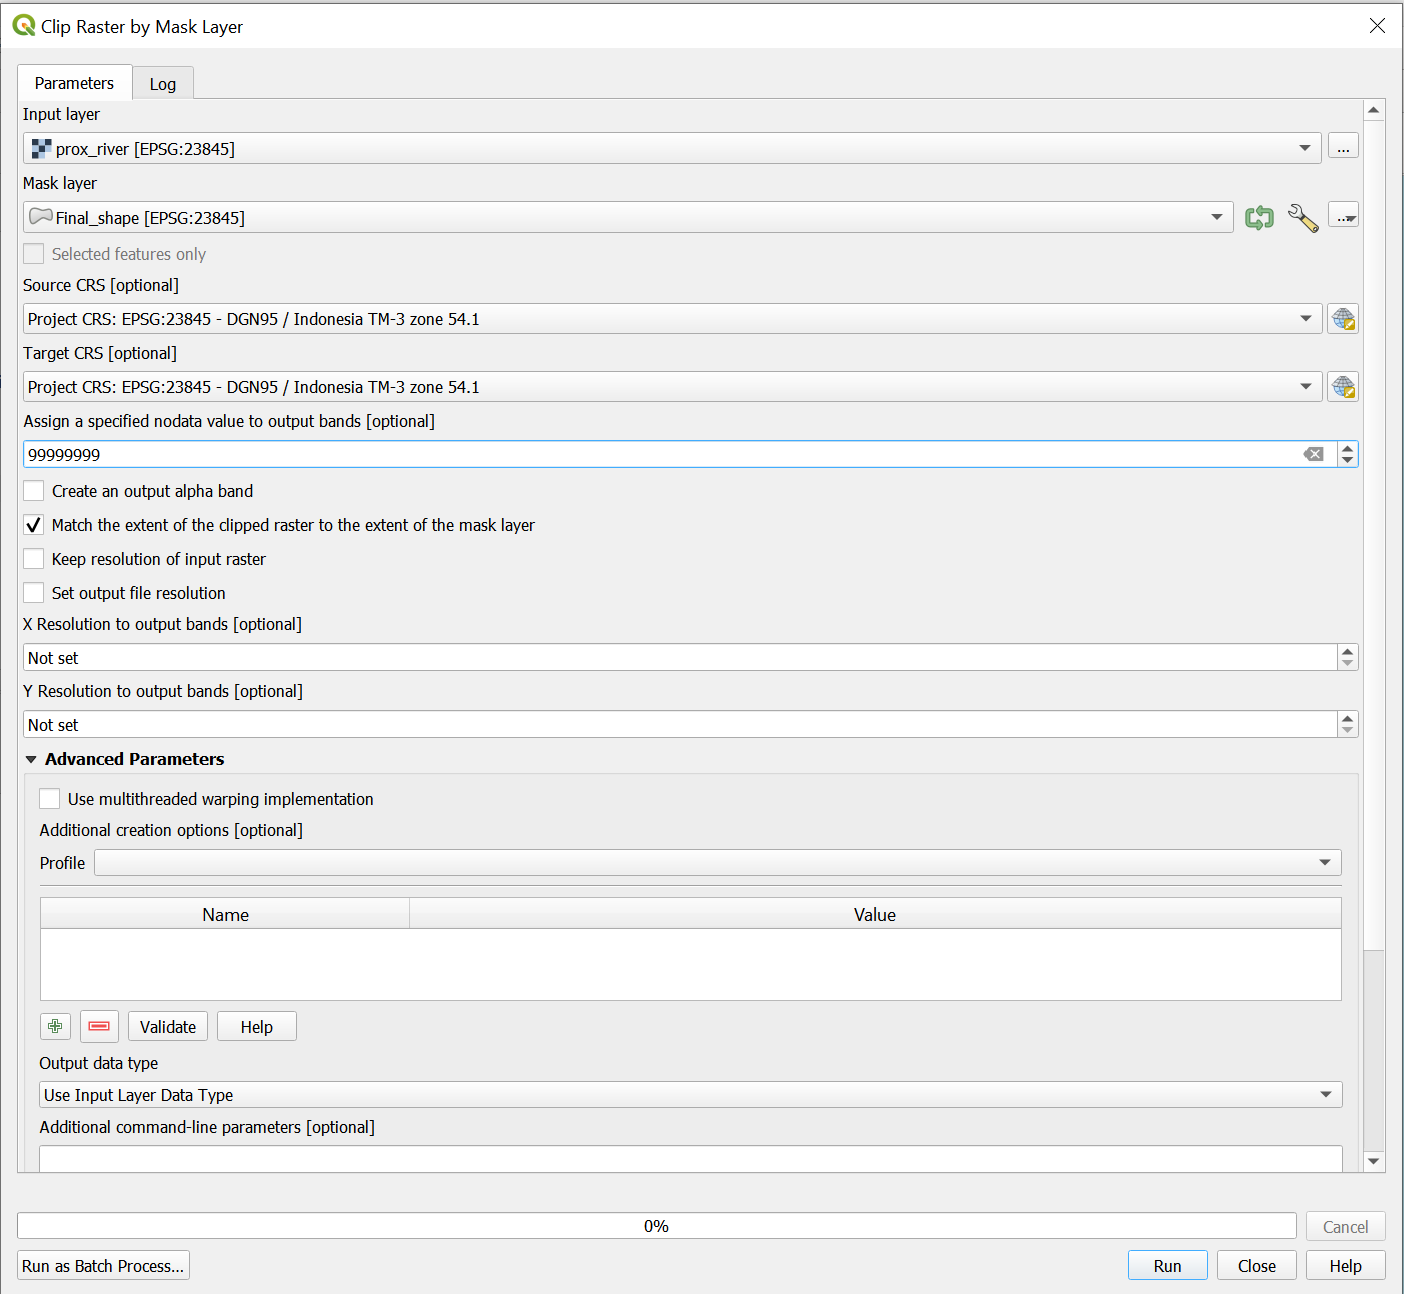 Clip Raster by Mask Layer
Parameters
Log
Input layer
prox_river [EPSG:23845]
...
Mask layer
Final_shape [EPSG:23845]
...
Selected features only
Source CRS [optional]
Project CRS: EPSG:23845 - DGN95 / Indonesia TM-3 zone 54.1
Target CRS [optional]
Project CRS: EPSG:23845 - DGN95 / Indonesia TM-3 zone 54.1
Assign a specified nodata value to output bands [optional]
99999999
Create an output alpha band
Match the extent of the clipped raster to the extent of the mask layer
Keep resolution of input raster
Set output file resolution
X Resolution to output bands [optional]
Not set
Y Resolution to output bands [optional]
Not set
Advanced Parameters
Use multithreaded warping implementation
Additional creation options [optional]
Profile
Name Value
Validate Help
Output data type
Use Input Layer Data Type
Additional command-line parameters [optional]
0%
Cancel
Run as Batch Process...
Run Close Help